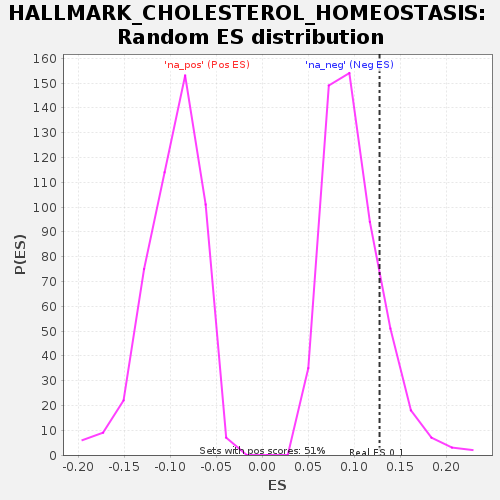 HALLMARK_CHOLESTEROL_HOMEOSTASIS:
Random ES distribution
'na_pos' (Pos ES) 'na_neg' (Neg ES)
160
150
140
130
120
110
100
90
80
70
60
50
40
30
20
10
0
P(ES)
Sets with pos scores: 51%
Real ES 0.1
-0.20 -0.15 -0.10 -0.05 0.00 0.05 0.10 0.15 0.20
ES